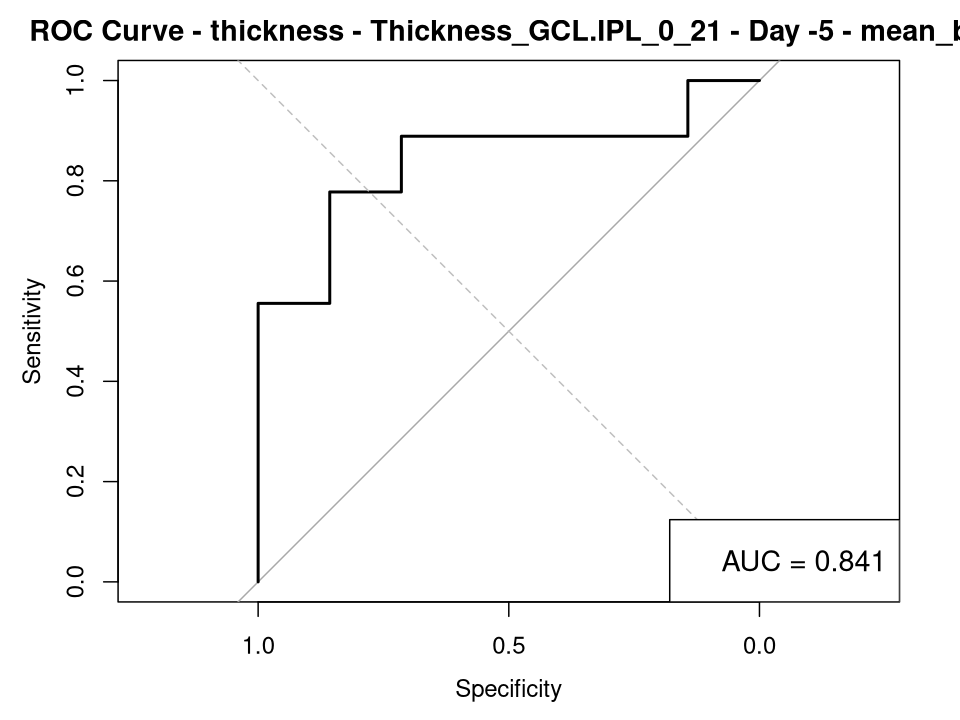 ROC Curve - thickness - Thickness_GCL.IPL_0_21 - Day -5 - mean_b
1.0
0.8
0.6
0.4
0.2
0.0
Sensitivity
AUC = 0.841
1.0 0.5 0.0
Specificity